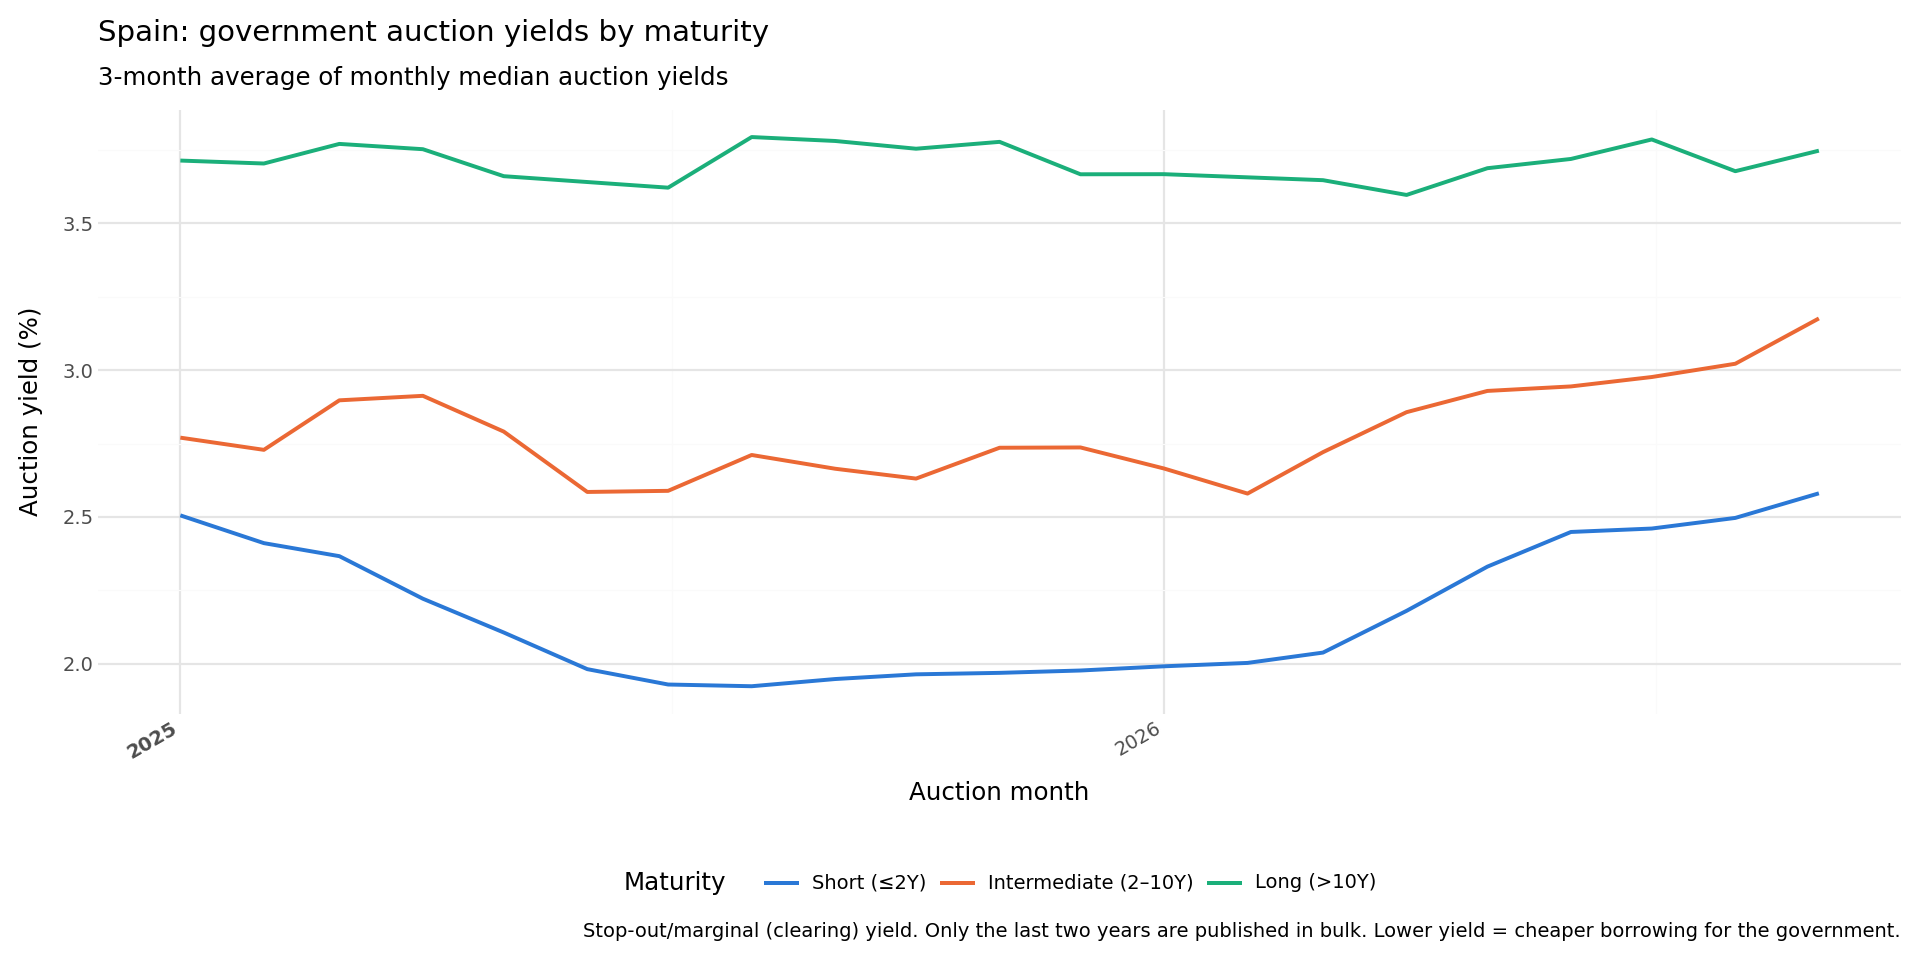 Spain: government auction yields by maturity
3-month average of monthly median auction yields
Auction yield (%)
3.5
3.0
2.5
2.0
2025
2026
Auction month
Maturity
Short (≤2Y)
Intermediate (2–10Y)
Long (>10Y)
Stop-out/marginal (clearing) yield. Only the last two years are published in bulk. Lower yield = cheaper borrowing for the government.